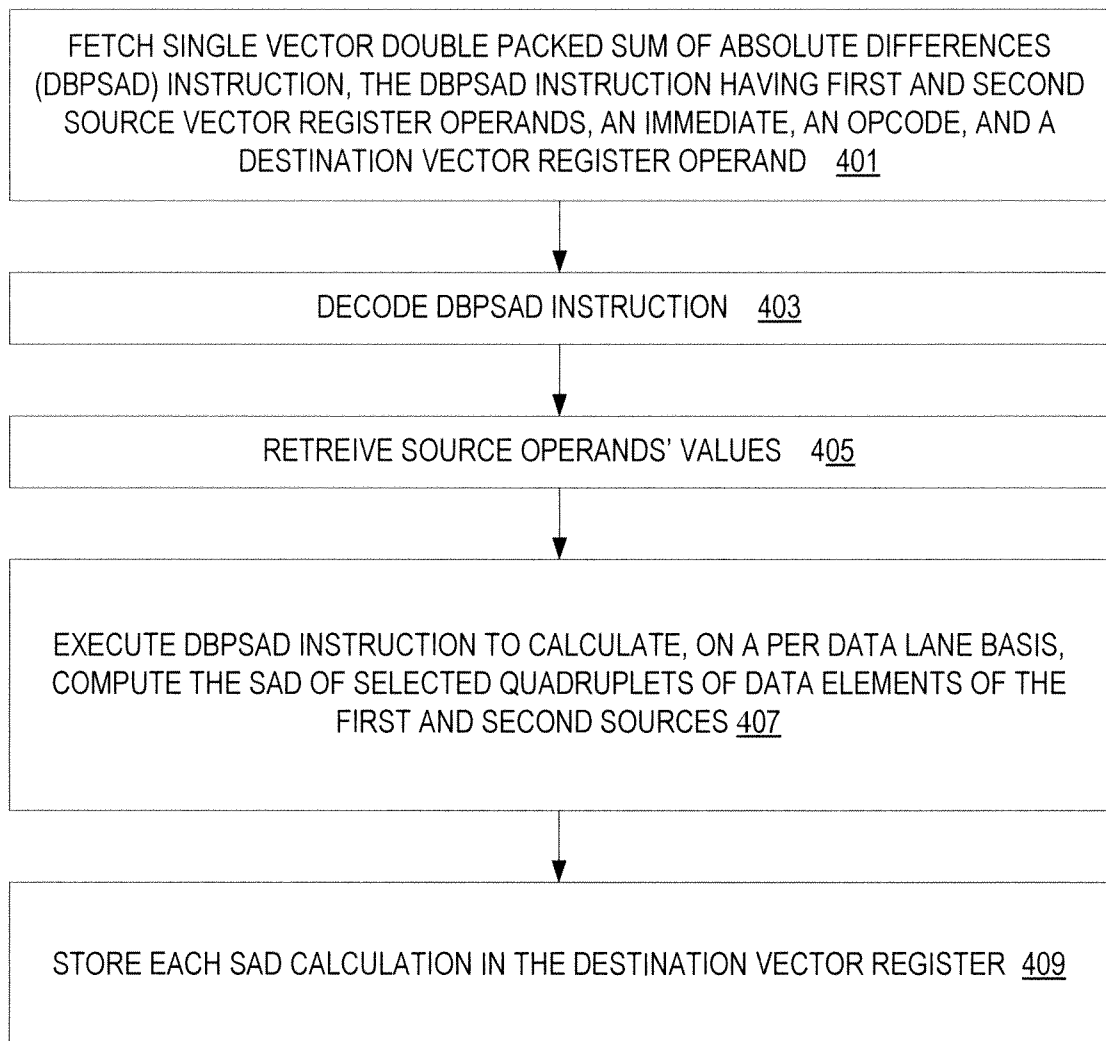 FETCH SINGLE VECTOR DOUBLE PACKED SUM OF ABSOLUTE DIFFERENCES
(DBPSAD) INSTRUCTION, THE DBPSAD INSTRUCTION HAVING FIRST AND SECOND
SOURCE VECTOR REGISTER OPERANDS, AN IMMEDIATE, AN OPCODE, AND A
DESTINATION VECTOR REGISTER OPERAND 401
DECODE DBPSAD INSTRUCTION 403
RETREIVE SOURCE OPERANDS' VALUES 405
EXECUTE DBPSAD INSTRUCTION TO CALCULATE, ON A PER DATA LANE BASIS,
COMPUTE THE SAD OF SELECTED QUADRUPLETS OF DATA ELEMENTS OF THE
FIRST AND SECOND SOURCES 407
STORE EACH SAD CALCULATION IN THE DESTINATION VECTOR REGISTER 409